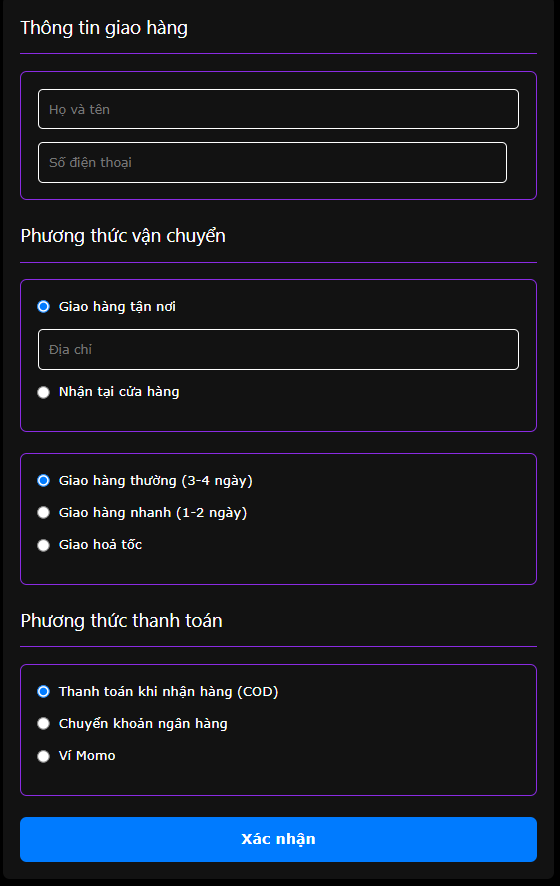 Thông tin giao hàng
Họ và tên
Số điện thoại
Phương thức vận chuyển
Giao hàng tận nơi
Địa chỉ
Nhận tại cửa hàng
Giao hàng thường (3-4 ngày)
Giao hàng nhanh (1-2 ngày)
Giao hoả tốc
Phương thức thanh toán
Thanh toán khi nhận hàng (COD)
Chuyển khoản ngân hàng
Ví Momo
Xác nhận